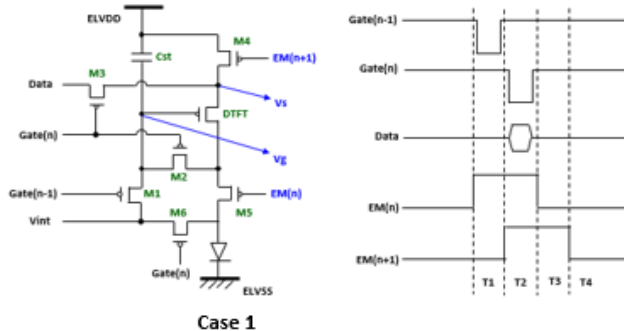 ELVDD
M4
Cst
EM(n+1)
M3
Data
Vs
DTFT
Gate(n)
Vg
M2
Gate(n-1)
M1
EM(n)
M5
Vint
M6
Gate(n)
ELVSS
Case 1
Gate(n-1)
Gate(n)
Data
EM(n)
EM(n+1)
T1 T2 T3 T4